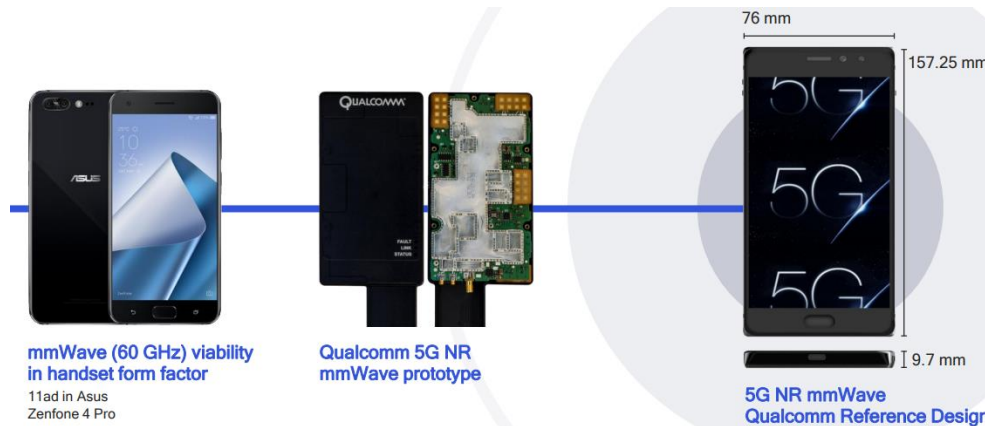 76 mm
157.25 mm
ASUS
QUALCOMM
FAULT
LINK
STATUS
5G
5G
5G
9.7 mm
mmWave (60 GHz) viability
in handset form factor
11ad in Asus
Zenfone 4 Pro
Qualcomm 5G NR
mmWave prototype
5G NR mmWave
Qualcomm Reference Design